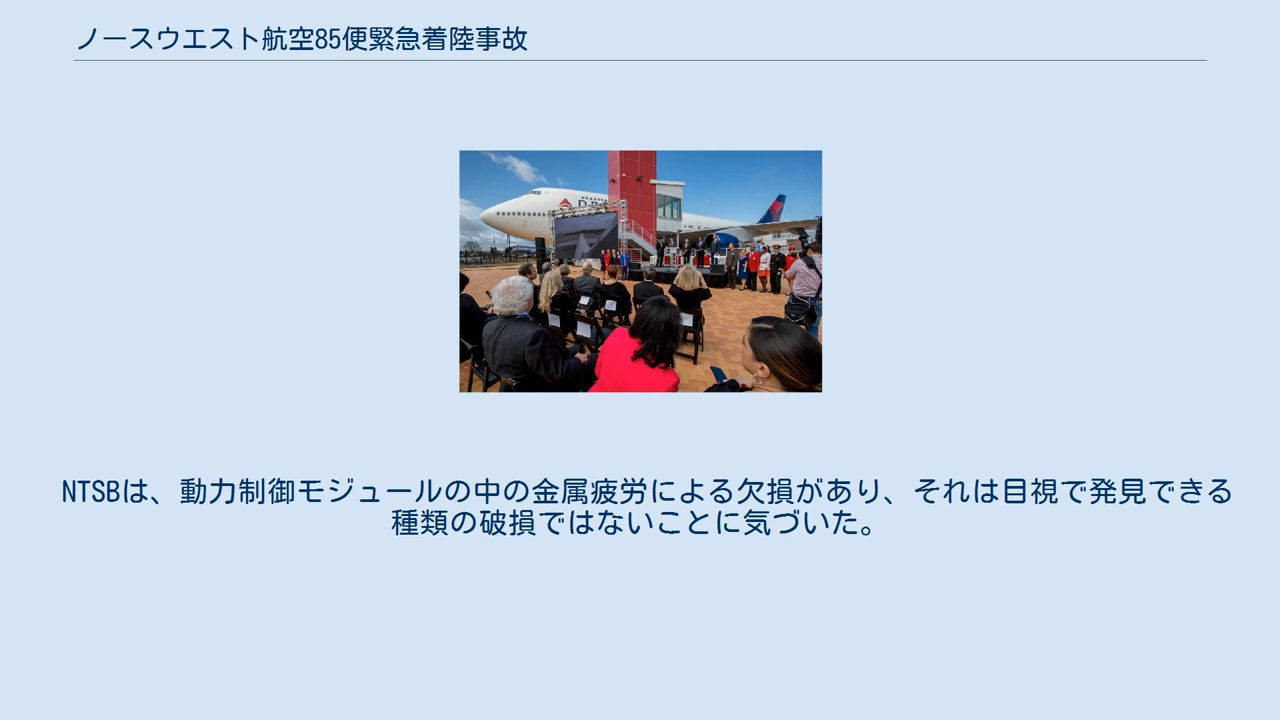 ノースウエスト航空85便緊急着陸事故
NTSBは、動力制御モジュールの中の金属疲労による欠損があり、それは目視で発見できる
種類の破損ではないことに気づいた。